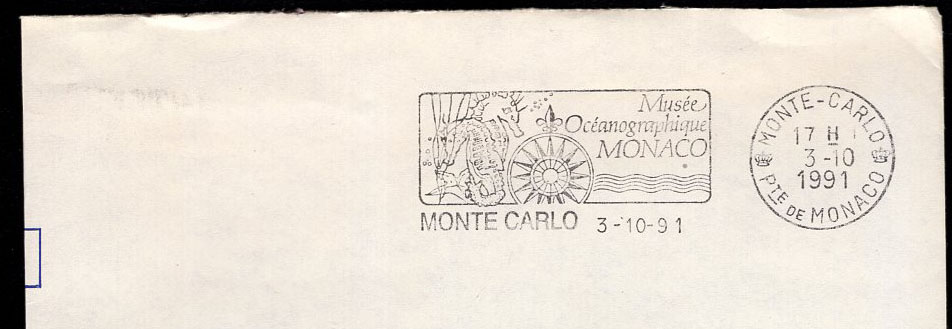 Musée
Océanographique
MONACO
MONTE CARLO 3-10-91
MONTE-CARLO
17 H
3-10
1991
PTE DE MONACO